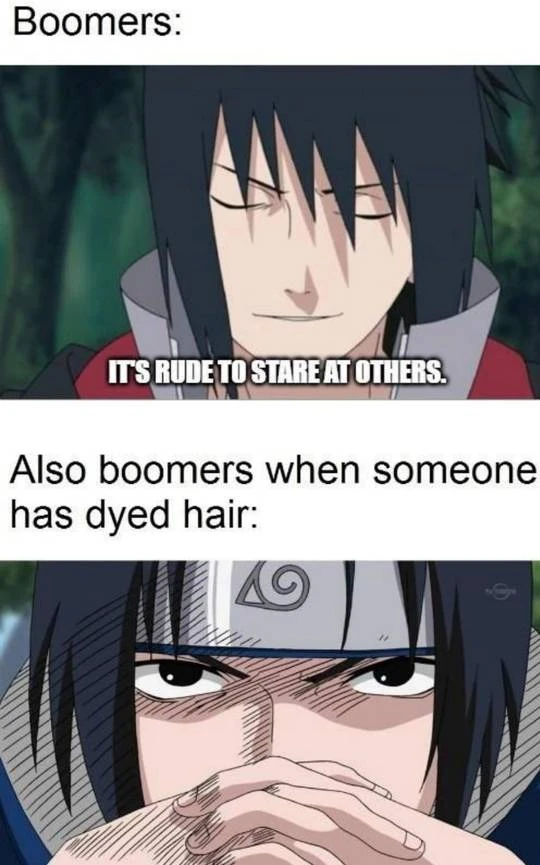 Boomers:
IT'S RUDE TO STARE AT OTHERS.
Also boomers when someone
has dyed hair: